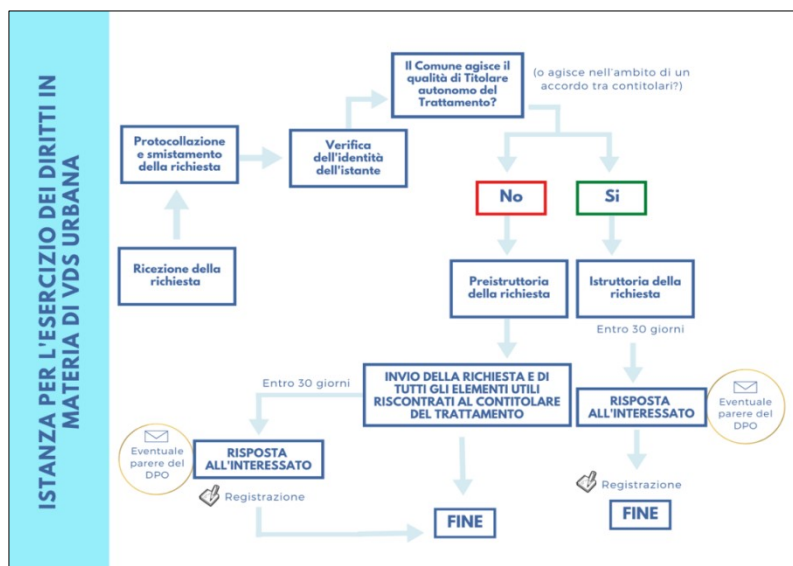 ISTANZA PER L'ESERCIZIO DEI DIRITTI IN
MATERIA DI VDS URBANA
Il Comune agisce il
qualità di Titolare
autonomo del
Trattamento?
(o agisce nell'ambito di un
accordo tra contitolari?)
Protocollazione
e smistamento
della richiesta
Verifica
dell'identità
dell'istante
Ricezione della
richiesta
No
Si
Preistruttoria
della richiesta
Istruttoria della
richiesta
Entro 30 giorni
INVIO DELLA RICHIESTA E DI
TUTTI GLI ELEMENTI UTILI
RISCONTRATI AL CONTITOLARE
DEL TRATTAMENTO
Entro 30 giorni
RISPOSTA
ALL'INTERESSATO
Eventuale
parere del
DPO
Eventuale
parere del
DPO
RISPOSTA
ALL'INTERESSATO
Registrazione
Registrazione
FINE
FINE